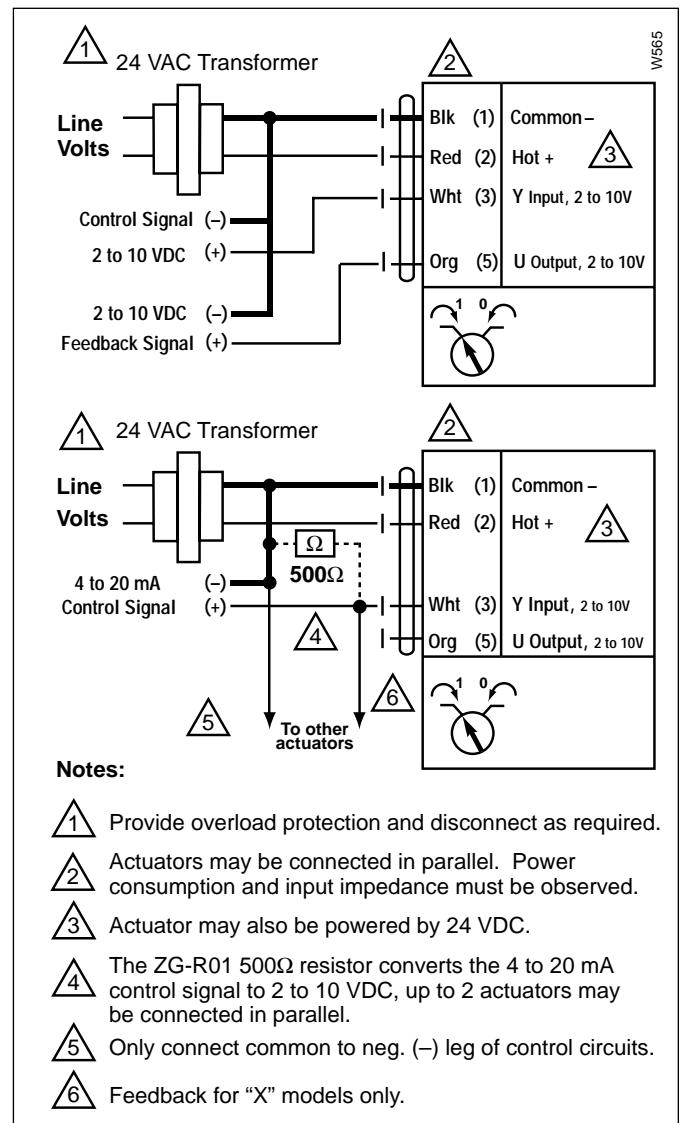 W565
1 24 VAC Transformer 2
Line
Volts
Blk (1) Common –
Red (2) Hot + 3
Wht (3) Y Input, 2 to 10V
Control Signal (–)
2 to 10 VDC (+)
Org (5) U Output, 2 to 10V
2 to 10 VDC (–)
Feedback Signal (+)
1 0
1 24 VAC Transformer 2
Line
Volts
Blk (1) Common –
Red (2) Hot + 3
Ω
500Ω
4 to 20 mA (–)
Control Signal (+)
Wht (3) Y Input, 2 to 10V
4
Org (5) U Output, 2 to 10V
6
1 0
5
To other
actuators
Notes:
1 Provide overload protection and disconnect as required.
2 Actuators may be connected in parallel. Power
consumption and input impedance must be observed.
3 Actuator may also be powered by 24 VDC.
4 The ZG-R01 500Ω resistor converts the 4 to 20 mA
control signal to 2 to 10 VDC, up to 2 actuators may
be connected in parallel.
5 Only connect common to neg. (–) leg of control circuits.
6 Feedback for “X” models only.